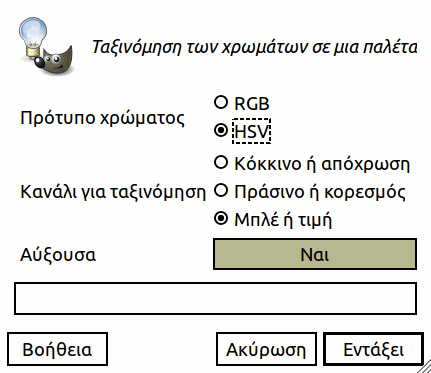 Ταξινόμηση των χρωμάτων σε μια παλέτα
Πρότυπο χρώματος
RGB
HSV
Κανάλι για ταξινόμηση
Κόκκινο ή απόχρωση
Πράσινο ή κορεσμός
Μπλέ ή τιμή
Αύξουσα
Ναι
Βοήθεια
Ακύρωση
Εντάξει